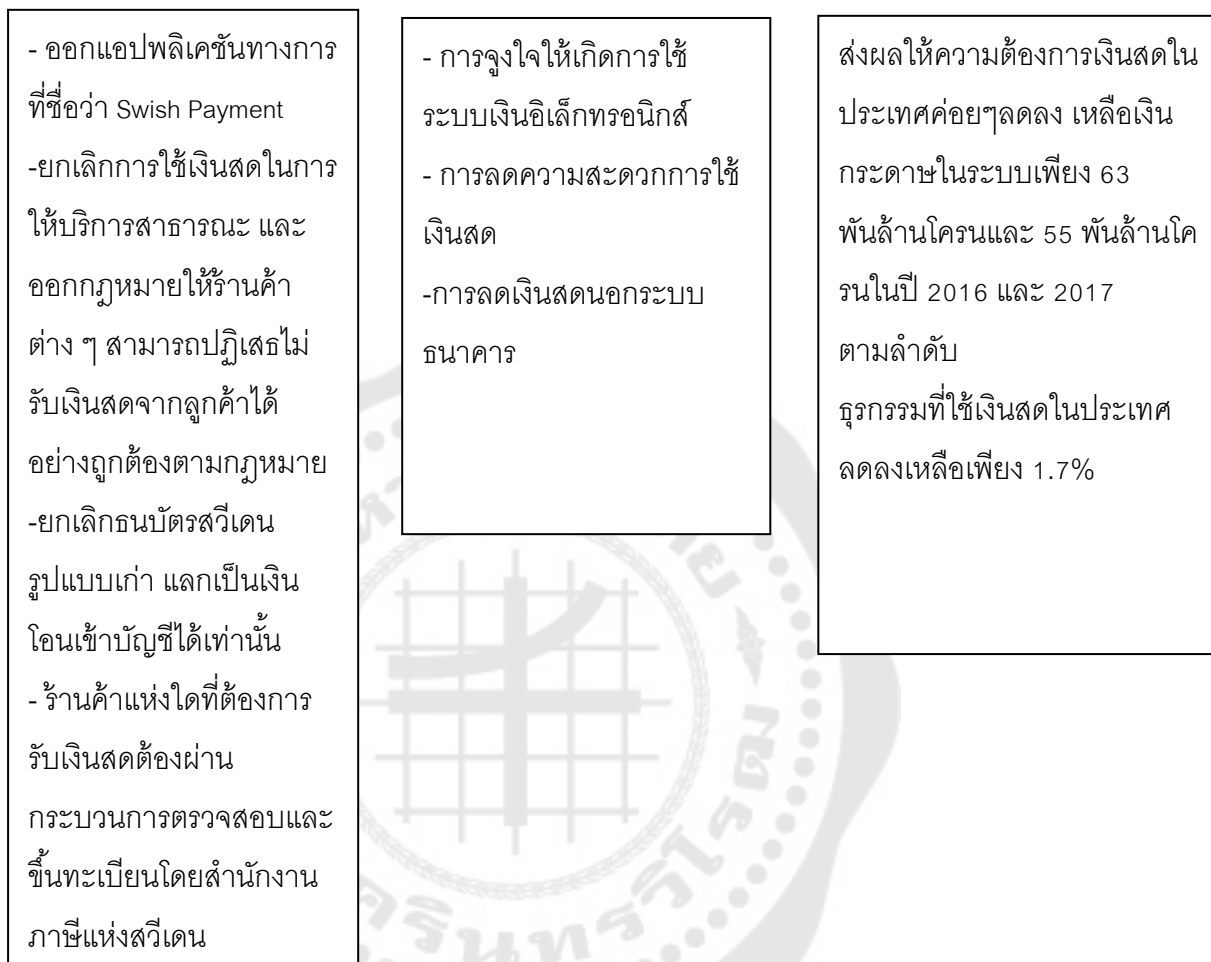 - ออกแอปพลิเคชันทางการ
ที่ชื่อว่า Swish Payment
-ยกเลิกการใช้เงินสดในการ
ให้บริการสาธารณะ และ
ออกกฎหมายให้ร้านค้า
ต่าง ๆ สามารถปฏิเสธไม่
รับเงินสดจากลูกค้าได้
อย่างถูกต้องตามกฎหมาย
-ยกเลิกธนบัตรสวีเดน
รูปแบบเก่า แลกเป็นเงิน
โอนเข้าบัญชีได้เท่านั้น
- ร้านค้าแห่งใดที่ต้องการ
รับเงินสดต้องผ่าน
กระบวนการตรวจสอบและ
ขึ้นทะเบียนโดยสำนักงาน
ภาษีแห่งสวีเดน
- การจูงใจให้เกิดการใช้
ระบบเงินอิเล็กทรอนิกส์
- การลดความสะดวกการใช้
เงินสด
-การลดเงินสดนอกระบบ
ธนาคาร
ส่งผลให้ความต้องการเงินสดใน
ประเทศค่อยๆลดลง เหลือเงิน
กระดาษในระบบเพียง 63
พันล้านโครนและ 55 พันล้านโค
รนในปี 2016 และ 2017
ตามลำดับ
ธุรกรรมที่ใช้เงินสดในประเทศ
ลดลงเหลือเพียง 1.7%